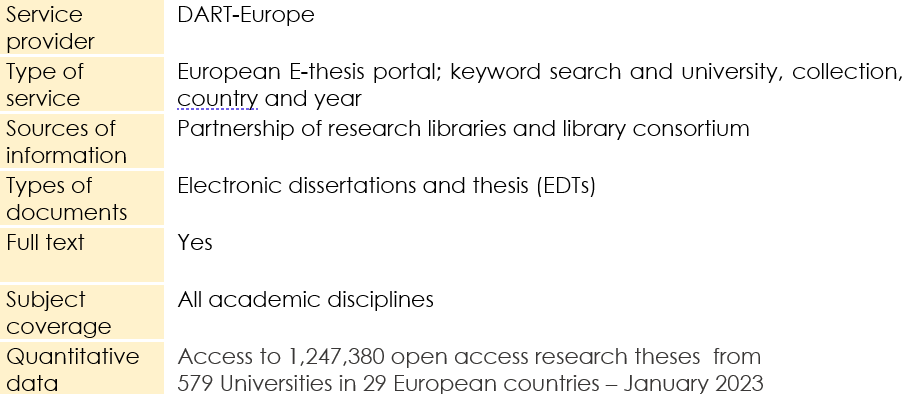 Service provider DART-Europe
Type of service European E-thesis portal; keyword search and university, collection, country and year
Sources of information Partnership of research libraries and library consortium
Types of documents Electronic dissertations and thesis (EDTs)
Full text Yes
Subject coverage All academic disciplines
Quantitative data Access to 1,247,380 open access research theses from 579 Universities in 29 European countries – January 2023